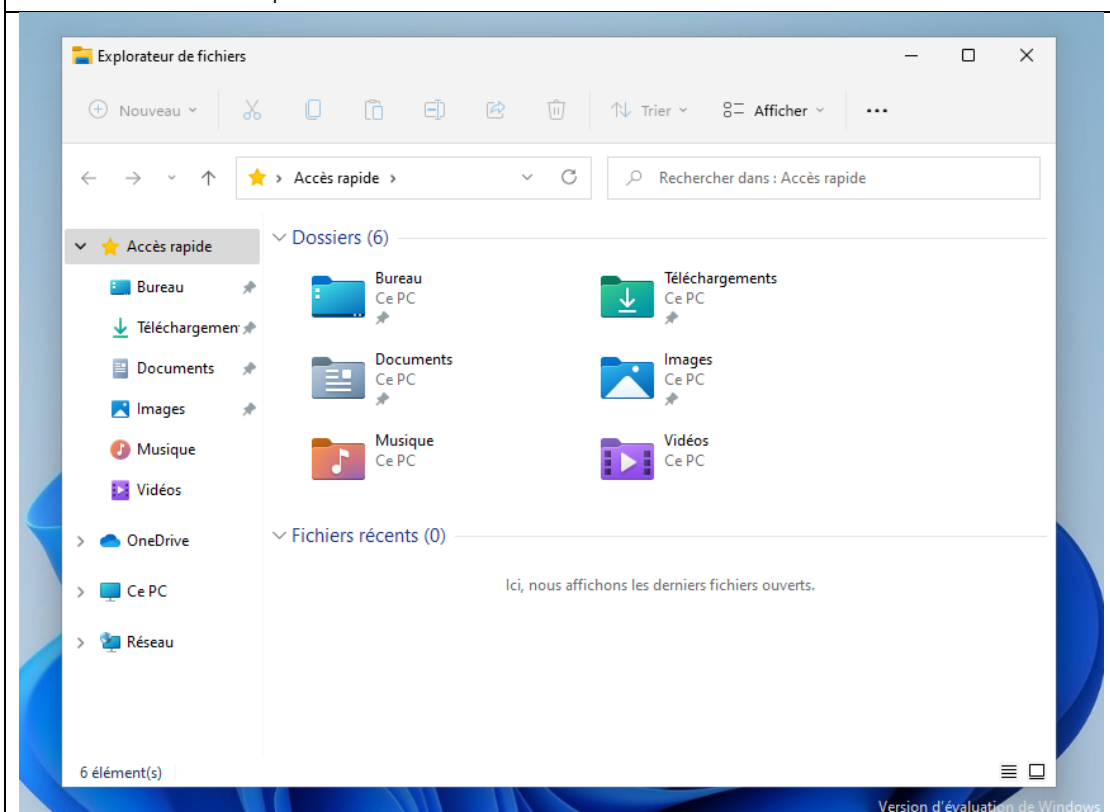 Explorateur de fichiers
Nouveau
Trier
Afficher
Accès rapide
Rechercher dans : Accès rapide
Accès rapide
Bureau
Téléchargemen
Documents
Images
Musique
Vidéos
OneDrive
Ce PC
Réseau
Dossiers (6)
Bureau
Ce PC
Téléchargements
Ce PC
Documents
Ce PC
Images
Ce PC
Musique
Ce PC
Vidéos
Ce PC
Fichiers récents (0)
Ici, nous affichons les derniers fichiers ouverts.
6 élément(s)
Version d'évaluation de Windows